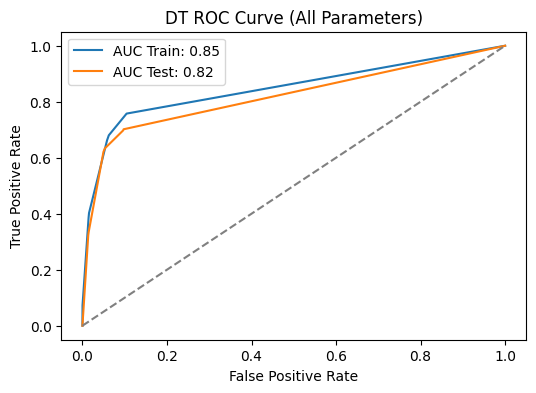 DT ROC Curve (All Parameters)
AUC Train: 0.85
AUC Test: 0.82
True Positive Rate
1.0
0.8
0.6
0.4
0.2
0.0
0.0 0.2 0.4 0.6 0.8 1.0
False Positive Rate